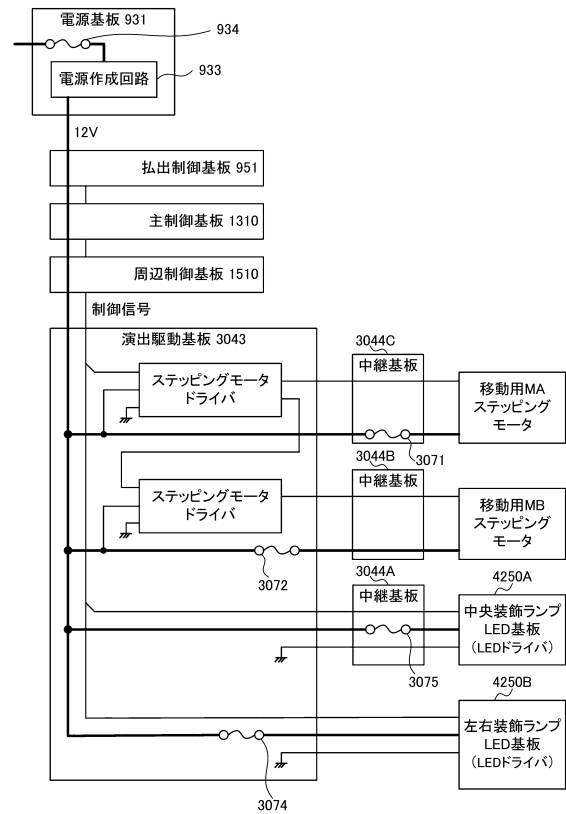 電源基板 931
934
電源作成回路
933
12V
払出制御基板 951
主制御基板 1310
周辺制御基板 1510
制御信号
演出駆動基板 3043
ステッピングモータ
ドライバ
3044C
中継基板
移動用MA
ステッピング
モータ
3071
3044B
中継基板
ステッピングモータ
ドライバ
移動用MB
ステッピング
モータ
3072
3044A
中継基板
4250A
中央装飾ランプ
LED基板
(LEDドライバ)
3075
4250B
左右装飾ランプ
LED基板
(LEDドライバ)
3074